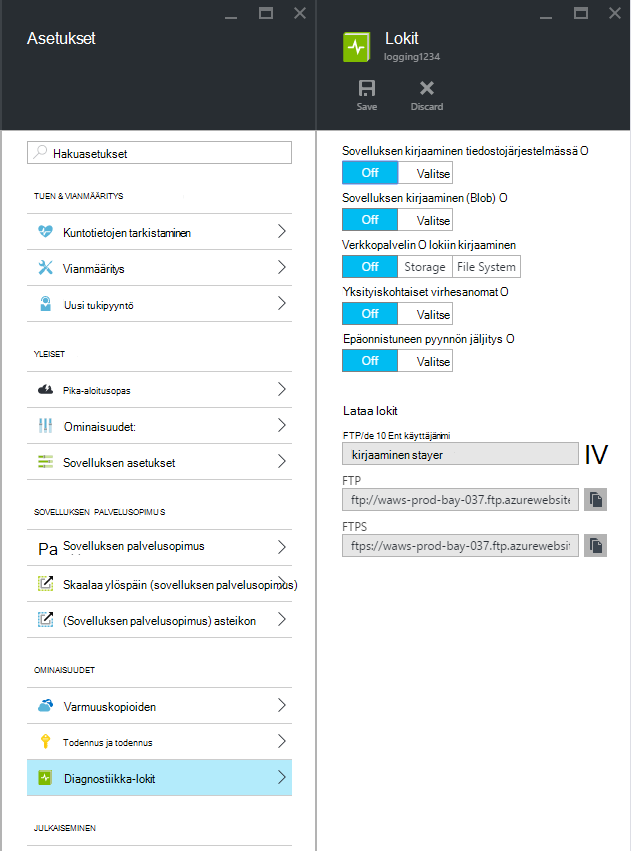 Asetukset
Hakuasetukset
TUEN & VIANMÄÄRITYS
Kuntotietojen tarkistaminen
Vianmääritys
Uusi tukipyyntö
YLEISET
Pika-aloitusopas
Ominaisuudet:
Sovelluksen asetukset
SOVELLUKSEN PALVELUSOPIMUS
Pa Sovelluksen palvelusopimus
Skaalaa ylöspäin (sovelluksen palvelusopimus)
(Sovelluksen palvelusopimus) asteikon
OMINAISUUDET
Varmuuskopioiden
Todennus ja todennus
Diagnostiikka-lokit
JULKAISEMINEN
Lokit
logging1234
Save Discard
Sovelluksen kirjaaminen tiedostojärjestelmässä O
Off Valitse
Sovelluksen kirjaaminen (Blob) O
Off Valitse
Verkkopalvelin O lokiin kirjaaminen
Off Storage File System
Yksityiskohtaiset virhesanomat O
Off Valitse
Epäonnistuneen pyynnön jäljitys O
Off Valitse
Lataa lokit
FTP/de 10 Ent käyttäjänimi
kirjaaminen stayer IV
FTP
ftp://waws-prod-bay-037.ftp.azurewebsite
FTPS
ftps://waws-prod-bay-037.ftp.azurewebsi